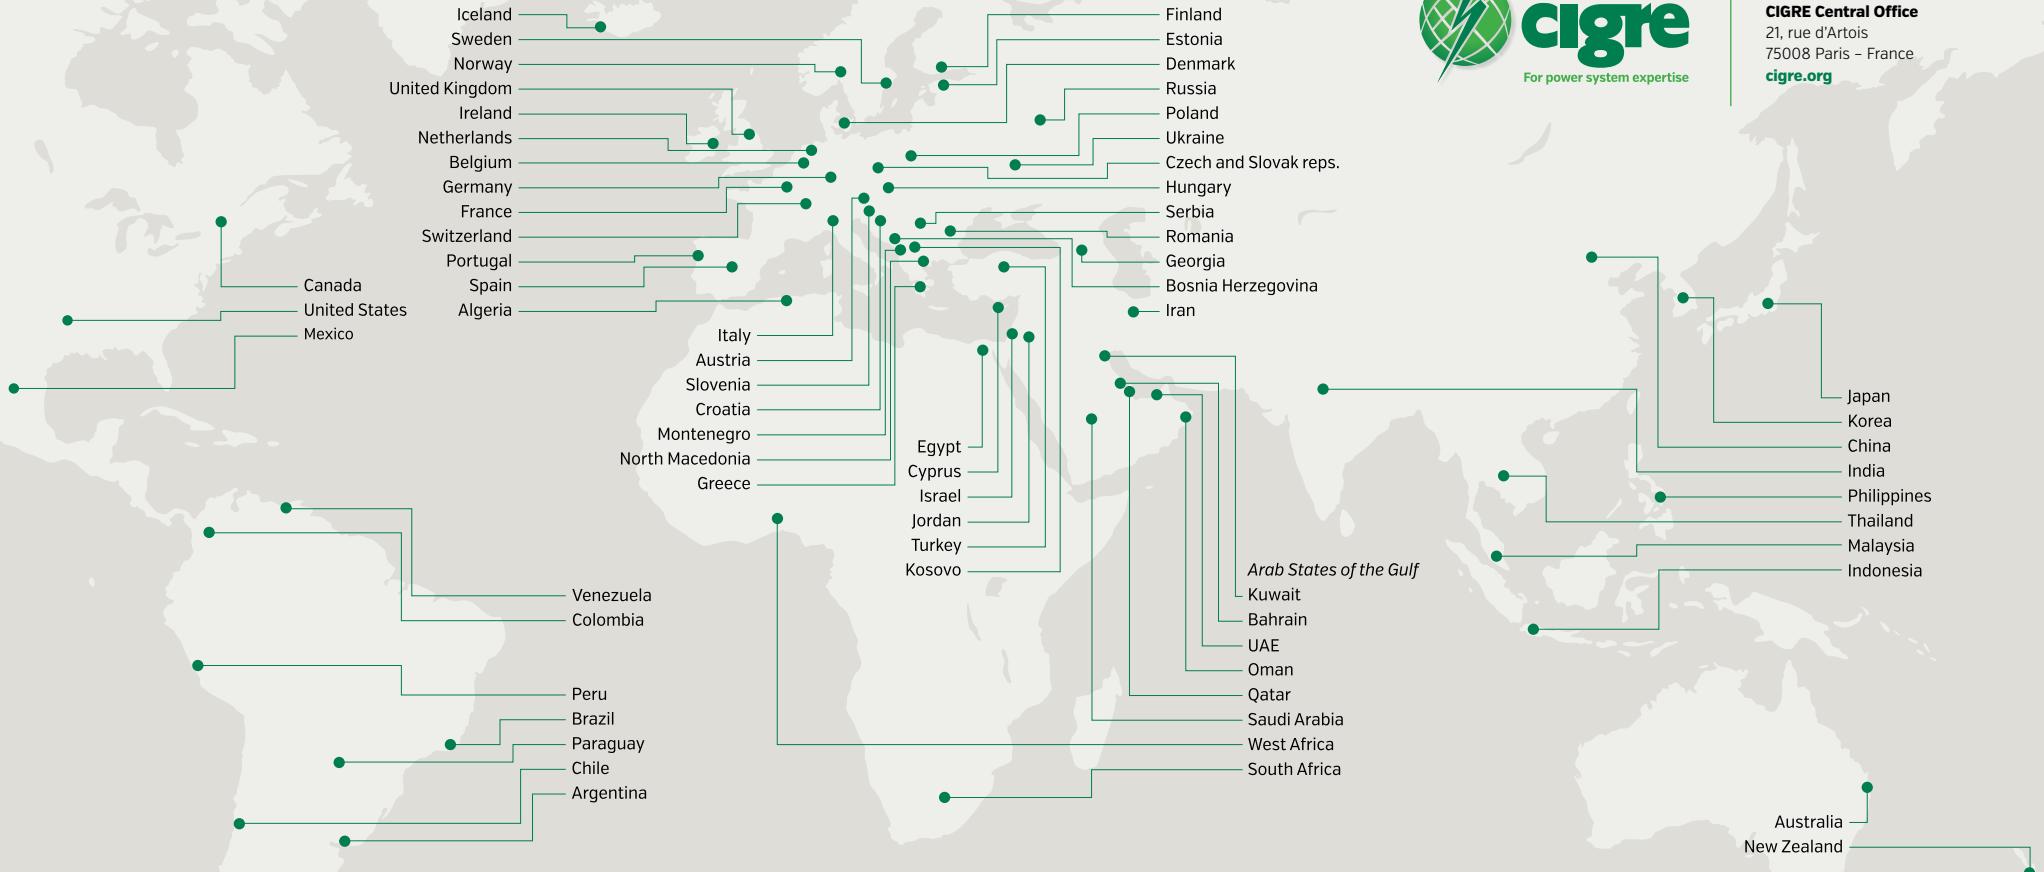 Iceland
Sweden
Norway
United Kingdom
Ireland
Netherlands
Belgium
Germany
France
Switzerland
Portugal
Spain
Algeria
Finland
Estonia
Denmark
Russia
Poland
Ukraine
Czech and Slovak reps.
Hungary
Serbia
Romania
Georgia
Bosnia Herzegovina
Iran
cigre
For power system expertise
CIGRE Central Office
21, rue d'Artois
75008 Paris – France
cigre.org
Canada
United States
Mexico
Italy
Austria
Slovenia
Croatia
Montenegro
North Macedonia
Greece
Egypt
Cyprus
Israel
Jordan
Turkey
Kosovo
Japan
Korea
China
India
Philippines
Thailand
Malaysia
Indonesia
Venezuela
Colombia
Peru
Brazil
Paraguay
Chile
Argentina
Arab States of the Gulf
Kuwait
Bahrain
UAE
Oman
Qatar
Saudi Arabia
West Africa
South Africa
Australia
New Zealand